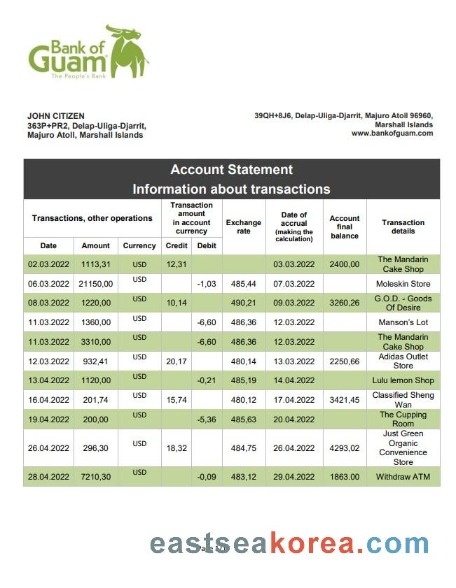 Bank of
Guam
The People's Bank
JOHN CITIZEN
363P+PR2, Delap-Uliga-Djarrit,
Majuro Atoll, Marshall Islands
39QH+8J6, Delap-Uliga-Djarrit, Majuro Atoll 96960,
Marshall Islands
www.bankofguam.com
Account Statement
Information about transactions
Transactions, other operations
Transaction
amount
in account
currency
Exchange
rate
Date of
accrual
(making the
calculation)
Account
final
balance
Transaction
details
Date Amount Currency Credit Debit
02.03.2022 1113,31 USD 12,31 03.03.2022 2400,00 The Mandarin
Cake Shop
06.03.2022 21150,00 USD -1,03 485,44 07.03.2022 Moleskin Store
08.03.2022 1220,00 USD 10,14 490,21 09.03.2022 3260,26 G.O.D. - Goods
Of Desire
11.03.2022 1360,00 USD -6,60 486,36 12.03.2022 Manson's Lot
11.03.2022 3310,00 USD -6,60 486,36 12.03.2022 The Mandarin
Cake Shop
12.03.2022 932,41 USD 20,17 480,14 13.03.2022 2250,66 Adidas Outlet
Store
13.04.2022 1120,00 USD -0,21 485,19 14.04.2022 Lulu lemon Shop
16.04.2022 201,74 USD 15,74 480,12 17.04.2022 3421,45 Classified Sheng
Wan
19.04.2022 200,00 USD -5,36 485,63 20.04.2022 The Cupping
Room
26.04.2022 296,30 USD 18,32 484,75 26.04.2022 4293,02 Just Green
Organic
Convenience
Store
28.04.2022 7210,30 USD -0,09 483,12 29.04.2022 1863.00 Withdraw ATM
eastseakorea.com